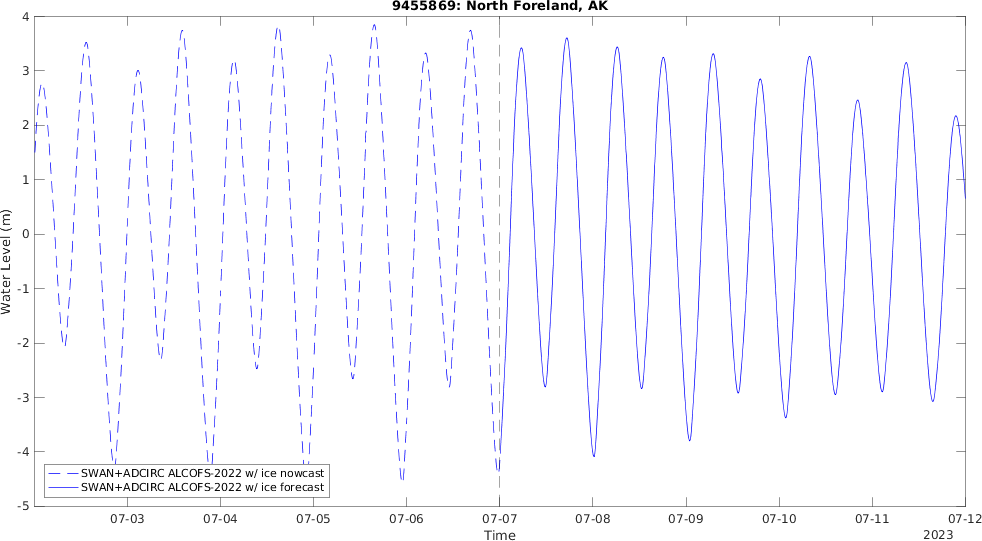 9455869: North Foreland, AK
Water Level (m)
4
3
2
1
0
-1
-2
-3
-4
-5
SWAN+ADCIRC ALCOFS-2022 w/ ice nowcast
SWAN+ADCIRC ALCOFS-2022 w/ ice forecast
07-03 07-04 07-05 07-06 07-07 07-08 07-09 07-10 07-11 07-12
Time
2023